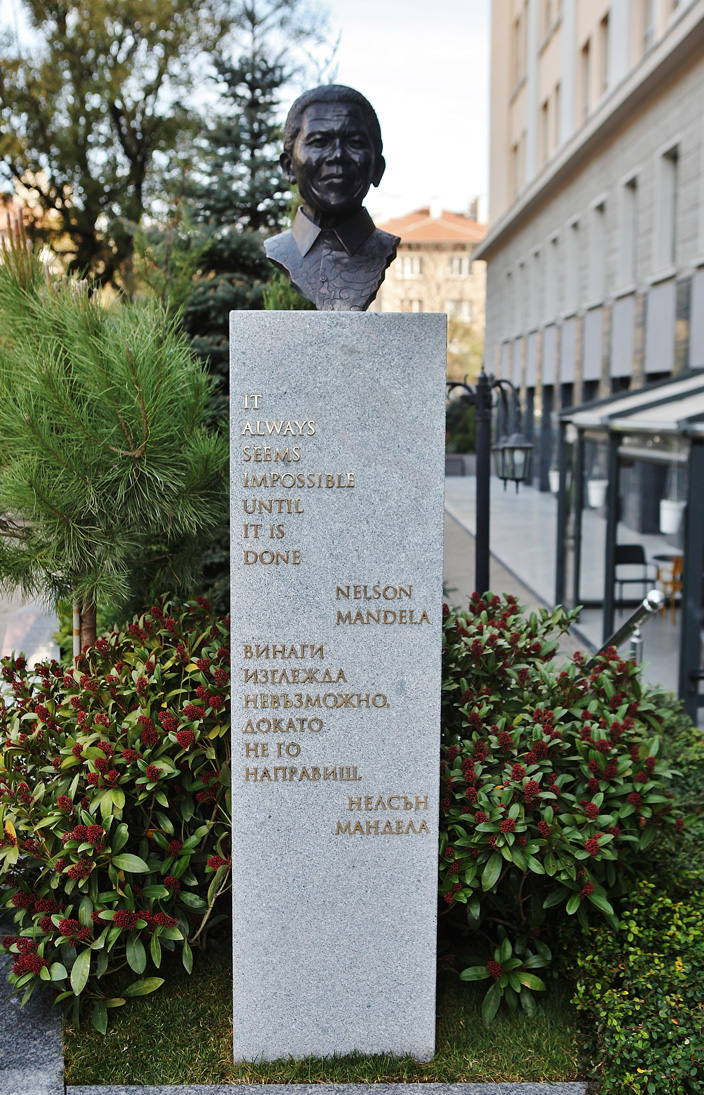 IT
ALWAYS
SEEMS
IMPOSSIBLE
UNTIL
IT IS
DONE
NELSON
MANDELA
ВИНАГИ
ИЗГЛЕЖДА
НЕВЪЗМОЖНО,
ДОКАТО
НЕ ГО
НАПРАВИШ.
НЕЛСЪН
МАНДЕЛА